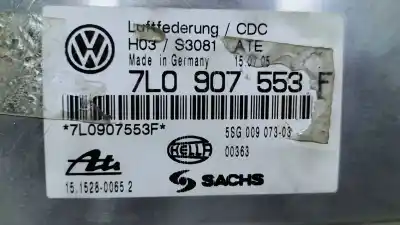 Luftfederung / CDC
H03 / S3081 ATE
Made in Germany 15.07.05
7L0 907 553 F
*7L0907553F*
5SG 009 073-03
HELLA
00363
Ate
SACHS
15.1528-0065.2